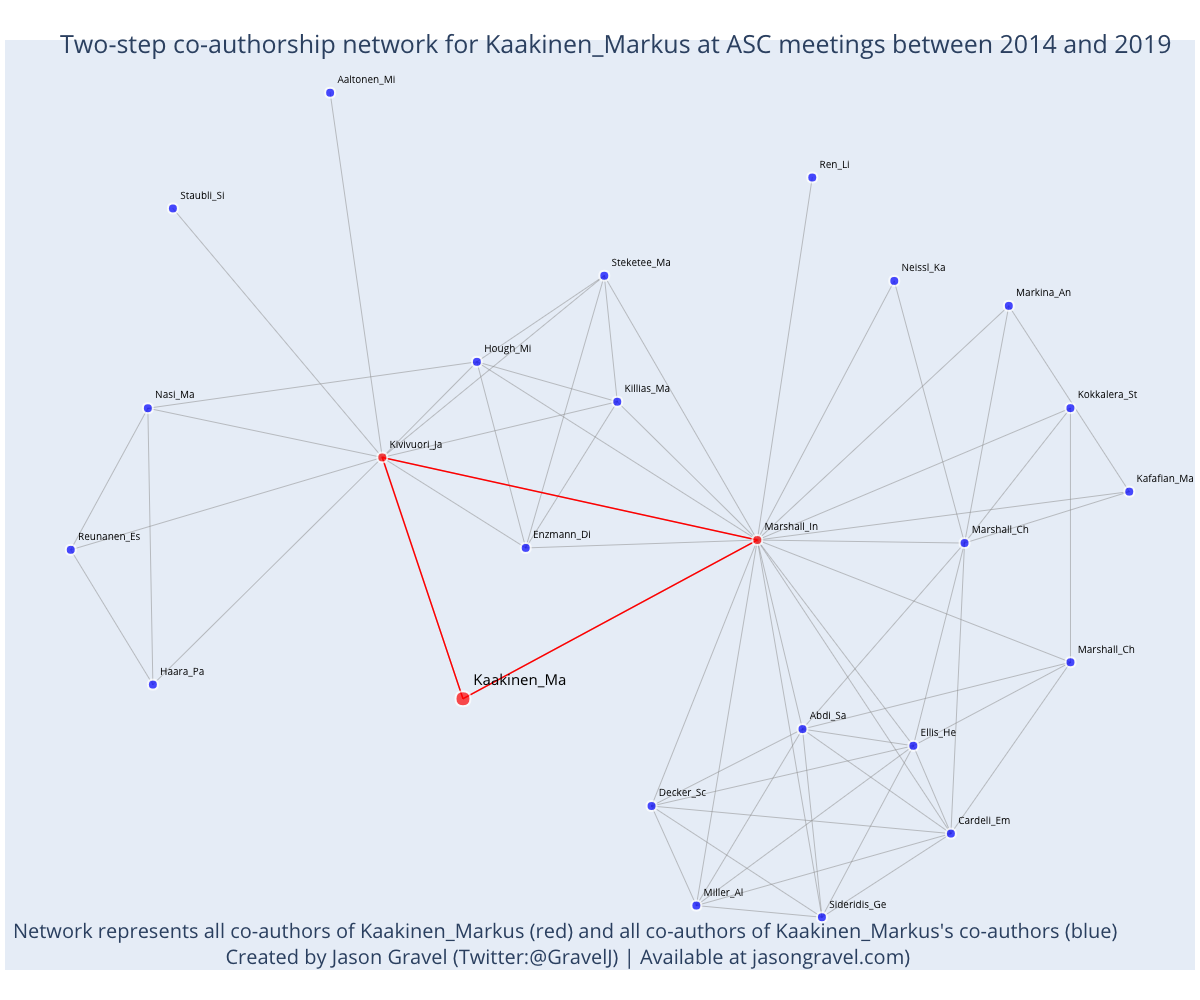 Two-step co-authorship network for Kaakinen_Markus at ASC meetings between 2014 and 2019
Aaltonen_Mi
Ren_Li
Staubli_Si
Steketee_Ma
Neissl_Ka
Markina_An
Hough_Mi
Killias_Ma
Nasi_Ma
Kokkalera_St
Kivivuori_Ja
Kafafian_Ma
Marshall_In
Marshall_Ch
Reunanen_Es
Enzmann_Di
Marshall_Ch
Haara_Pa
Kaakinen_Ma
Abdi_Sa
Ellis_He
Decker_Sc
Cardeli_Em
Miller_Al
Sideridis_Ge
Network represents all co-authors of Kaakinen_Markus (red) and all co-authors of Kaakinen_Markus's co-authors (blue)
Created by Jason Gravel (Twitter:@GravelJ) | Available at jasongravel.com)